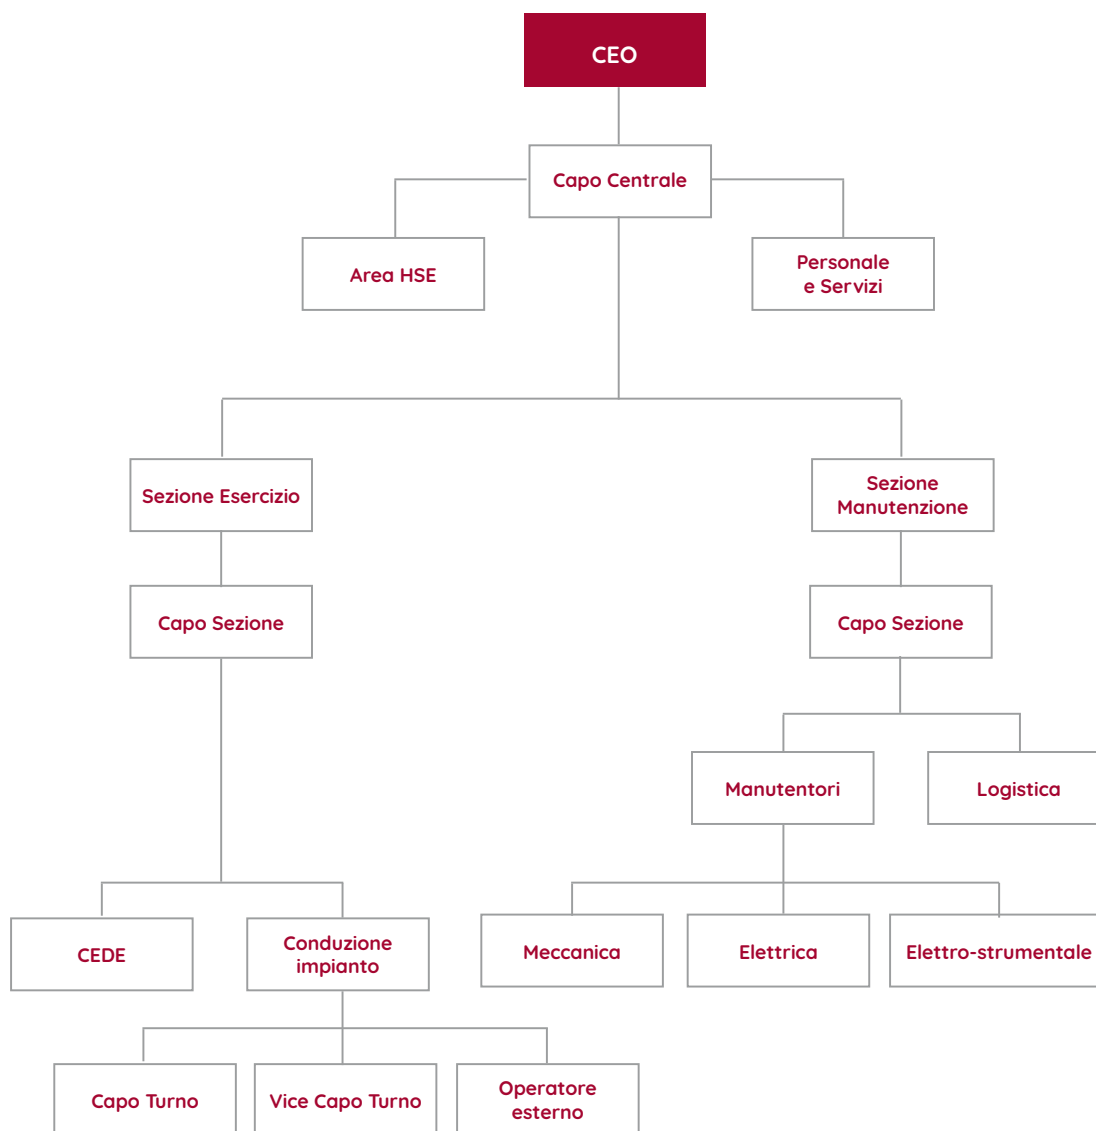 CEO
Capo Centrale
Area HSE
Personale
e Servizi
Sezione Esercizio
Sezione
Manutenzione
Capo Sezione
Capo Sezione
Manutentori
Logistica
CEDE
Conduzione
impianto
Meccanica
Elettrica
Elettro-strumentale
Capo Turno
Vice Capo Turno
Operatore
esterno